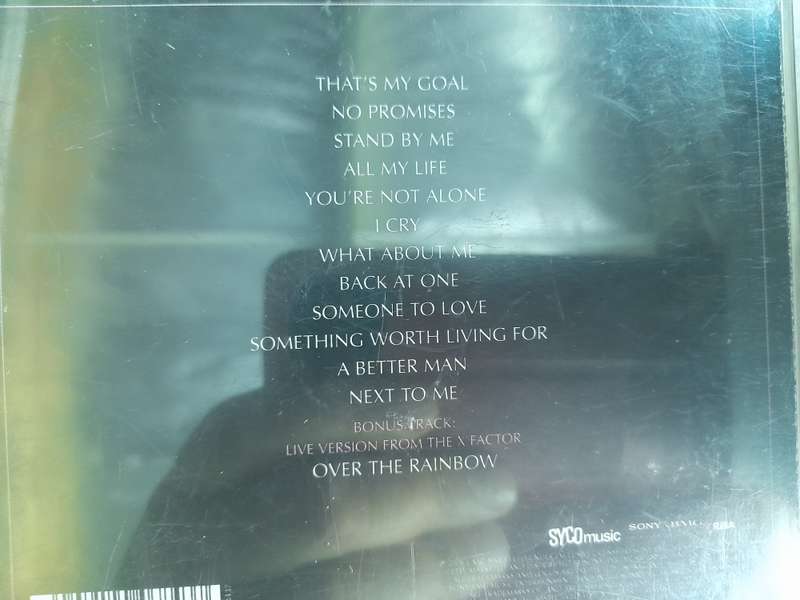 THAT'S MY GOAL
NO PROMISES
STAND BY ME
ALL MY LIFE
YOU'RE NOT ALONE
I CRY
WHAT ABOUT ME
BACK AT ONE
SOMEONE TO LOVE
SOMETHING WORTH LIVING FOR
A BETTER MAN
NEXT TO ME
BONUS TRACK:
LIVE VERSION FROM THE X FACTOR
OVER THE RAINBOW
SYCOmusic SONY BMG